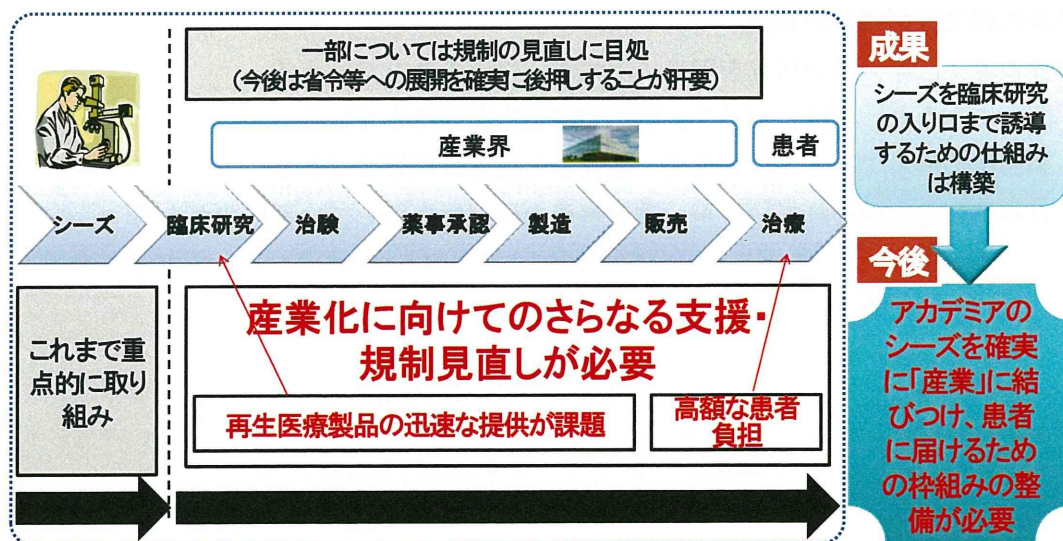 一部については規制の見直しに目処
(今後は省令等への展開を確実に後押しすることが肝要)
産業界
患者
シーズ
臨床研究
治験
薬事承認
製造
販売
治療
これまで重
点的に取り
組み
産業化に向けてのさらなる支援・
規制見直しが必要
再生医療製品の迅速な提供が課題
高額な患者
負担
成果
シーズを臨床研究
の入り口まで誘導
するための仕組み
は構築
今後
アカデミアの
シーズを確実
に「産業」に結
びつけ、患者
に届けるため
の枠組みの整
備が必要